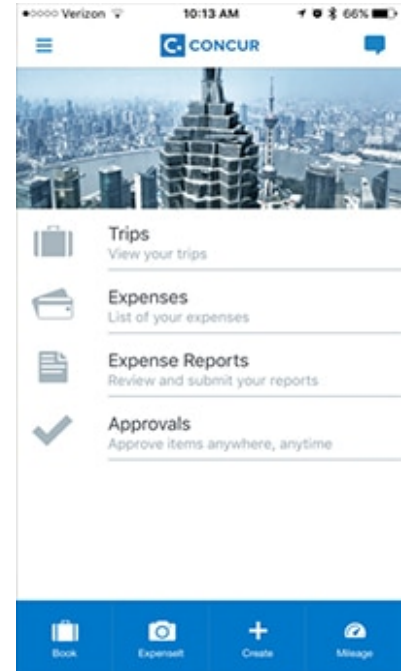 Verizon 10:13 AM 66%
C. CONCUR
Trips
View your trips
Expenses
List of your expenses
Expense Reports
Review and submit your reports
Approvals
Approve items anywhere, anytime
Book ExpenseIt Create Mileage